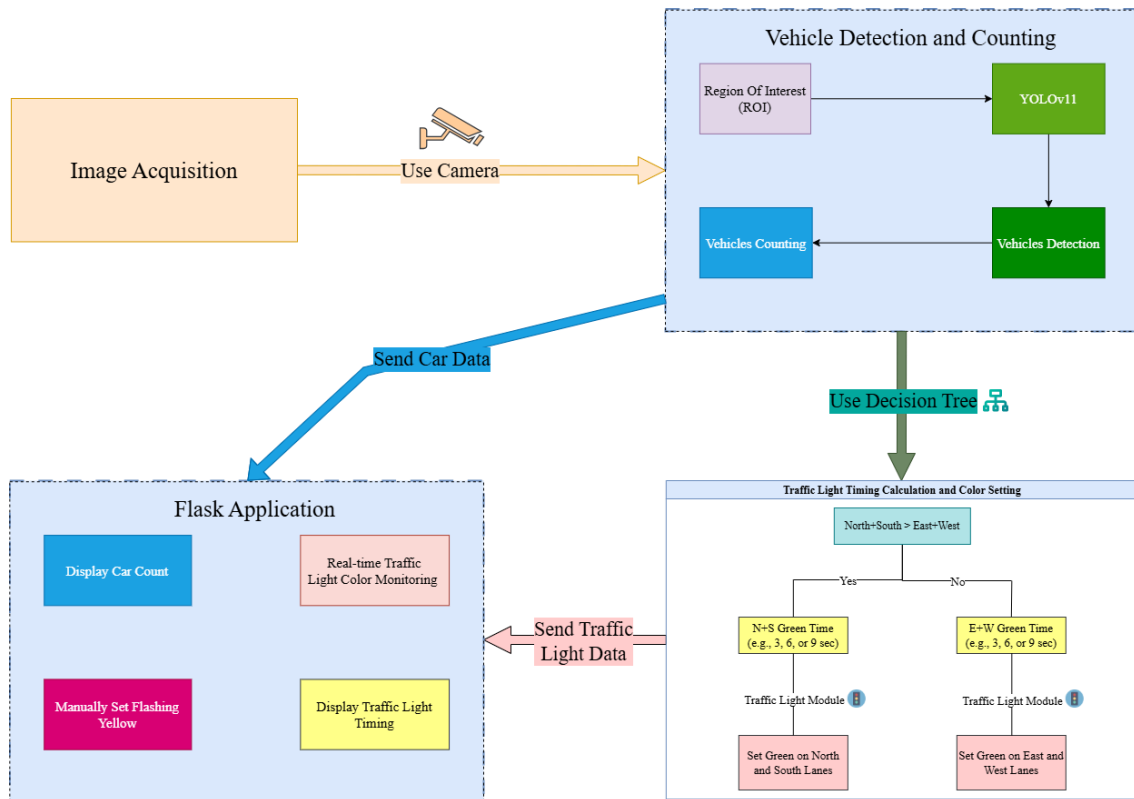 Vehicle Detection and Counting
Region Of Interest
(ROI)
YOLOv11
Image Acquisition
Use Camera
Vehicles Counting
Vehicles Detection
Send Car Data
Use Decision Tree
Flask Application
Display Car Count
Real-time Traffic
Light Color Monitoring
Manually Set Flashing
Yellow
Display Traffic Light
Timing
Send Traffic
Light Data
Traffic Light Timing Calculation and Color Setting
North+South > East+West
Yes
No
N+S Green Time
(e.g., 3, 6, or 9 sec)
E+W Green Time
(e.g., 3, 6, or 9 sec)
Traffic Light Module
Traffic Light Module
Set Green on North
and South Lanes
Set Green on East and
West Lanes